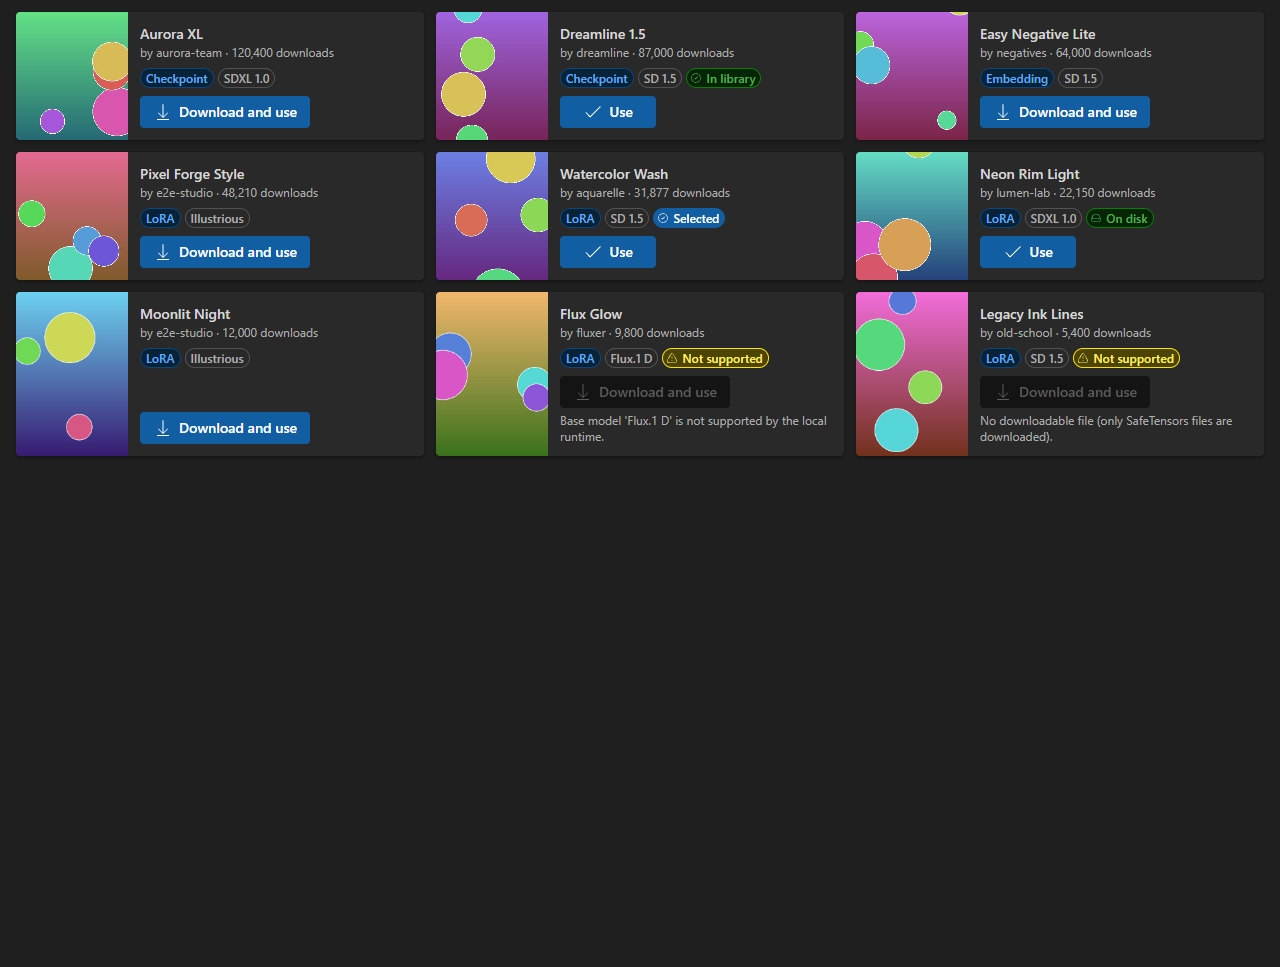 Aurora XL
by aurora-team · 120,400 downloads
Checkpoint SDXL 1.0
Download and use
Dreamline 1.5
by dreamline · 87,000 downloads
Checkpoint SD 1.5 In library
Use
Easy Negative Lite
by negatives · 64,000 downloads
Embedding SD 1.5
Download and use
Pixel Forge Style
by e2e-studio · 48,210 downloads
LoRA Illustrious
Download and use
Watercolor Wash
by aquarelle · 31,877 downloads
LoRA SD 1.5 Selected
Use
Neon Rim Light
by lumen-lab · 22,150 downloads
LoRA SDXL 1.0 On disk
Use
Moonlit Night
by e2e-studio · 12,000 downloads
LoRA Illustrious
Download and use
Flux Glow
by fluxer · 9,800 downloads
LoRA Flux.1 D Not supported
Download and use
Base model 'Flux.1 D' is not supported by the local
runtime.
Legacy Ink Lines
by old-school · 5,400 downloads
LoRA SD 1.5 Not supported
Download and use
No downloadable file (only SafeTensors files are
downloaded).